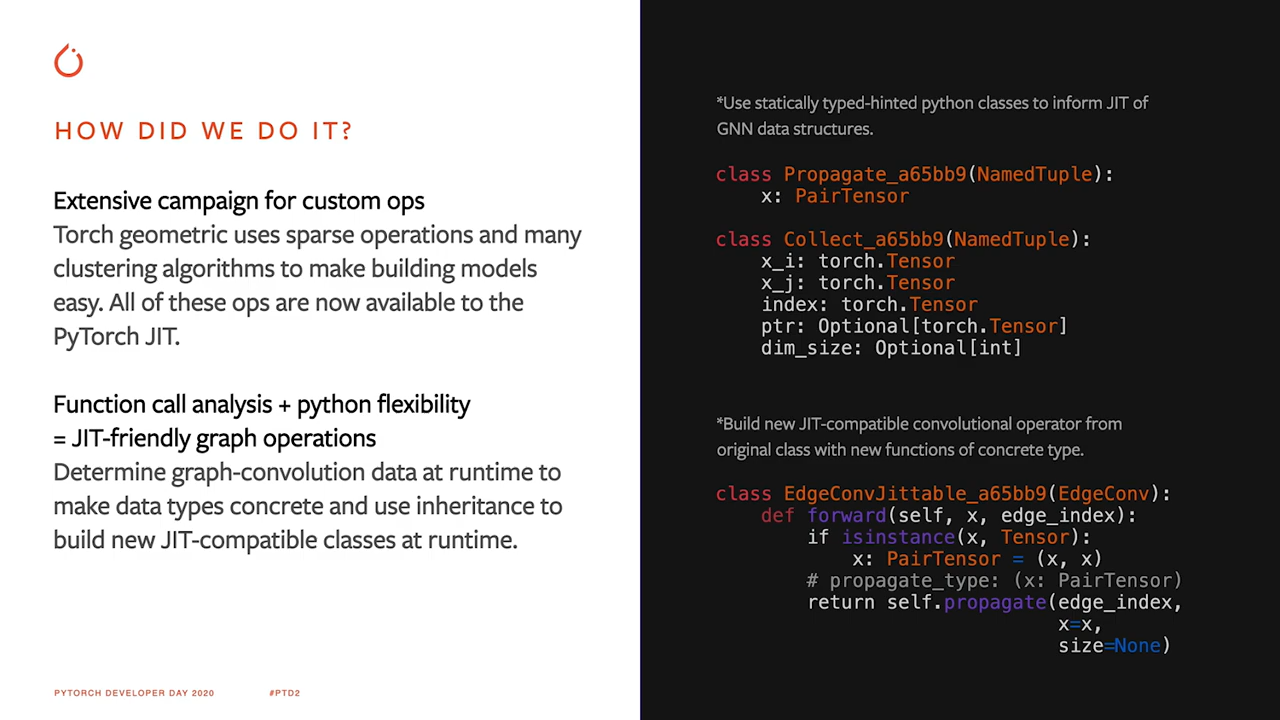 HOW DID WE DO IT?
Extensive campaign for custom ops
Torch geometric uses sparse operations and many
clustering algorithms to make building models
easy. All of these ops are now available to the
PyTorch JIT.
Function call analysis + python flexibility
= JIT-friendly graph operations
Determine graph-convolution data at runtime to
make data types concrete and use inheritance to
build new JIT-compatible classes at runtime.
PYTORCH DEVELOPER DAY 2020 #PTD2
*Use statically typed-hinted python classes to inform JIT of
GNN data structures.
class Propagate_a65bb9(NamedTuple):
    x: PairTensor
class Collect_a65bb9(NamedTuple):
    x_i: torch.Tensor
    x_j: torch.Tensor
    index: torch.Tensor
    ptr: Optional[torch.Tensor]
    dim_size: Optional[int]
*Build new JIT-compatible convolutional operator from
original class with new functions of concrete type.
class EdgeConvJittable_a65bb9(EdgeConv):
    def forward(self, x, edge_index):
        if isinstance(x, Tensor):
            x: PairTensor = (x, x)
        # propagate_type: (x: PairTensor)
        return self.propagate(edge_index,
                              x=x,
                              size=None)